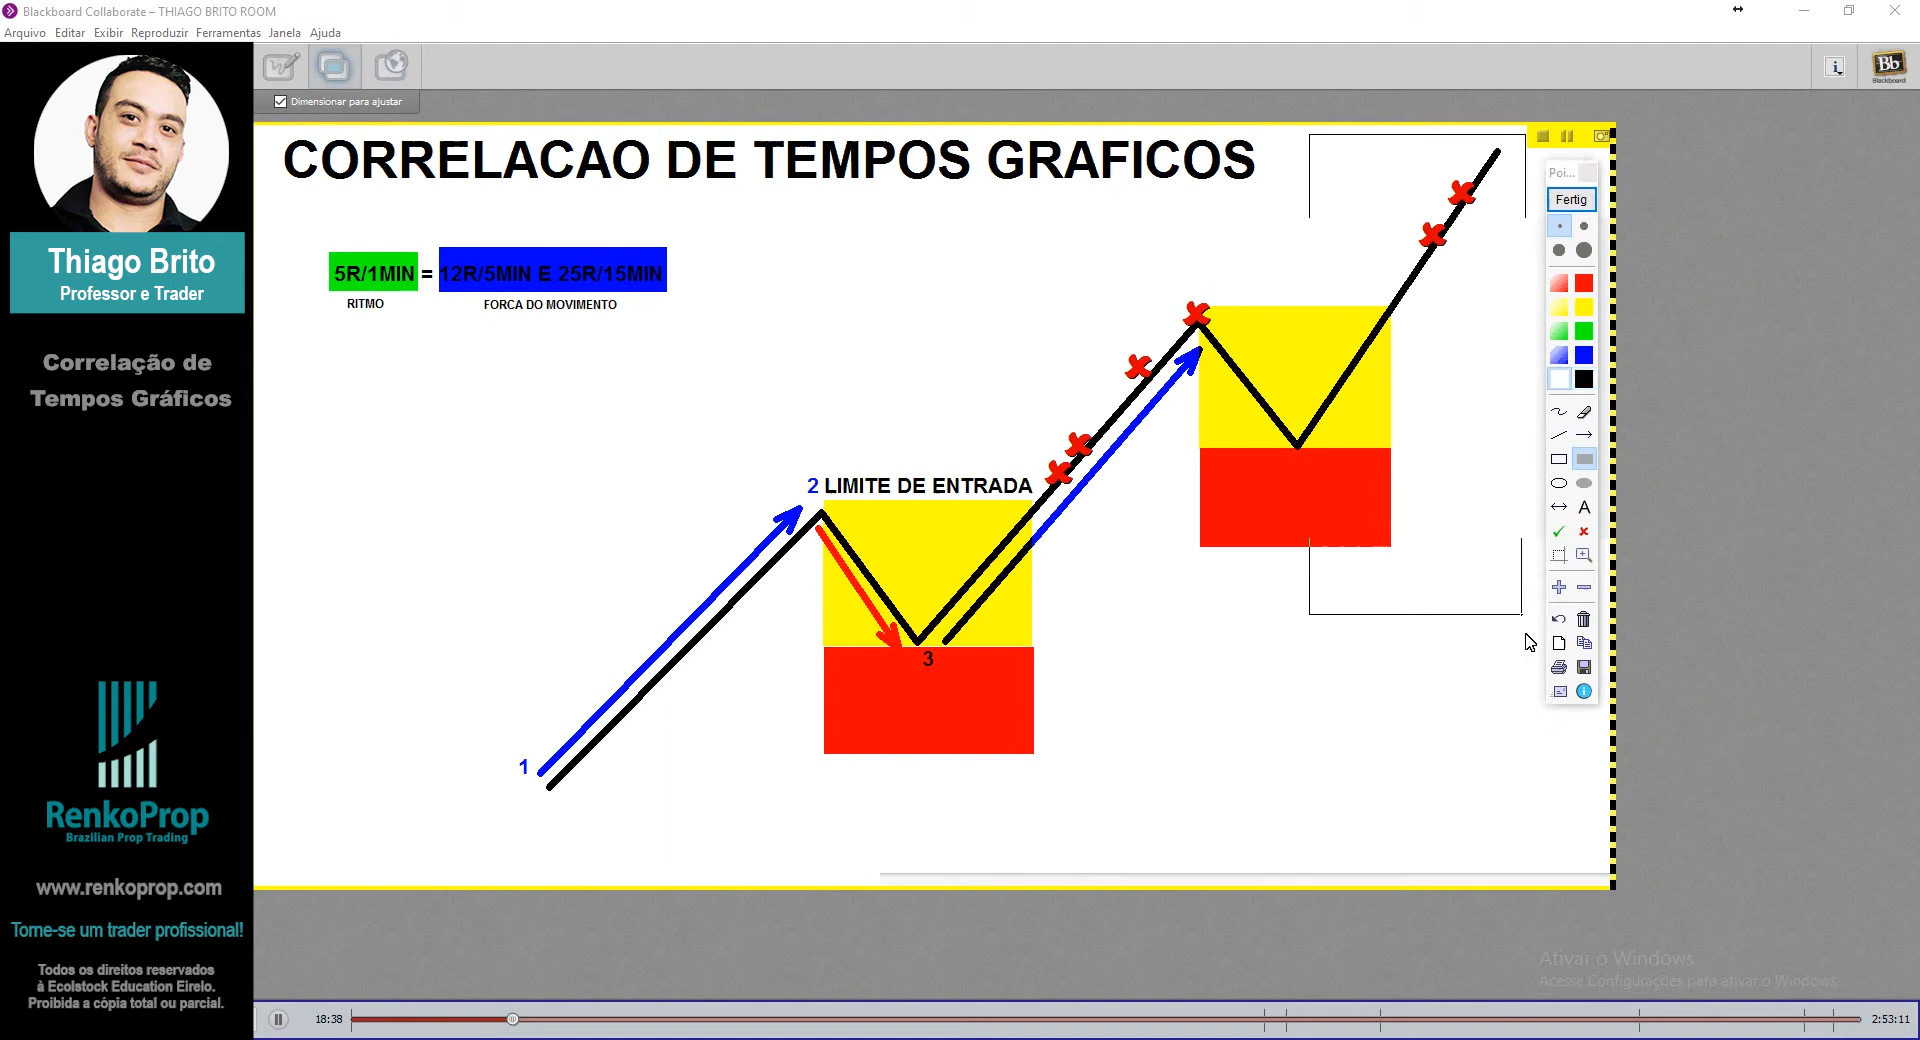 Blackboard Collaborate – THIAGO BRITO ROOM
Arquivo Editar Exibir Reproduzir Ferramentas Janela Ajuda
Dimensionar para ajustar
i
Bb
Blackboard
Thiago Brito
Professor e Trader
Correlação de
Tempos Gráficos
RenkoProp
Brazilian Prop Trading
www.renkoprop.com
Torne-se um trader profissional!
Todos os direitos reservados
à Ecolstock Education Eirelo.
Proibida a cópia total ou parcial.
CORRELACAO DE TEMPOS GRAFICOS
5R/1MIN = 12R/5MIN E 25R/15MIN
RITMO FORCA DO MOVIMENTO
2 LIMITE DE ENTRADA
3
1
Poi...
Fertig
A
Ativar o Windows
Acesse Configurações para ativar o Windows.
18:38 2:53:11